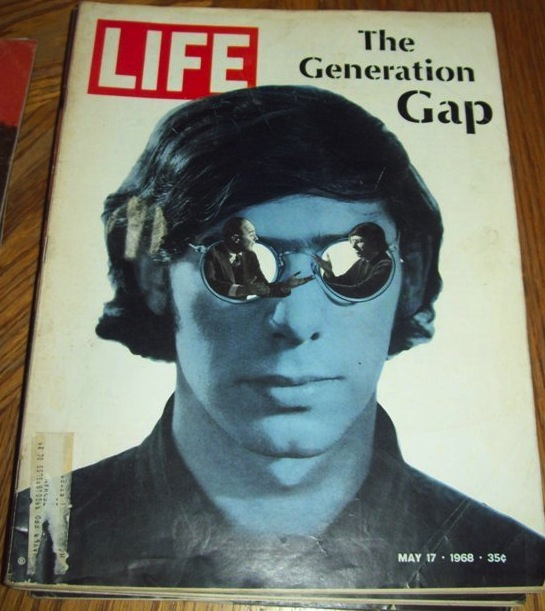 LIFE
The
Generation
Gap
MAY 17 · 1968 · 35¢